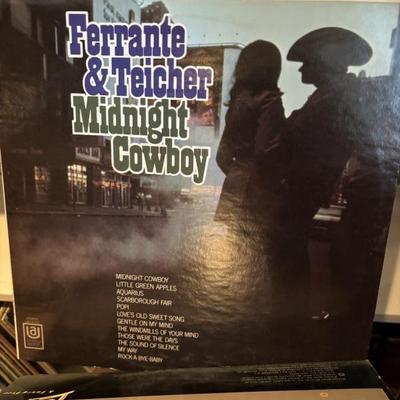 Ferrante
& Teicher
Midnight
Cowboy
MIDNIGHT COWBOY
LITTLE GREEN APPLES
AQUARIUS
SCARBOROUGH FAIR
POPI
LOVE'S OLD SWEET SONG
GENTLE ON MY MIND
THE WINDMILLS OF YOUR MIND
THOSE WERE THE DAYS
THE SOUND OF SILENCE
MY WAY
ROCK-A BYE-BABY
UA